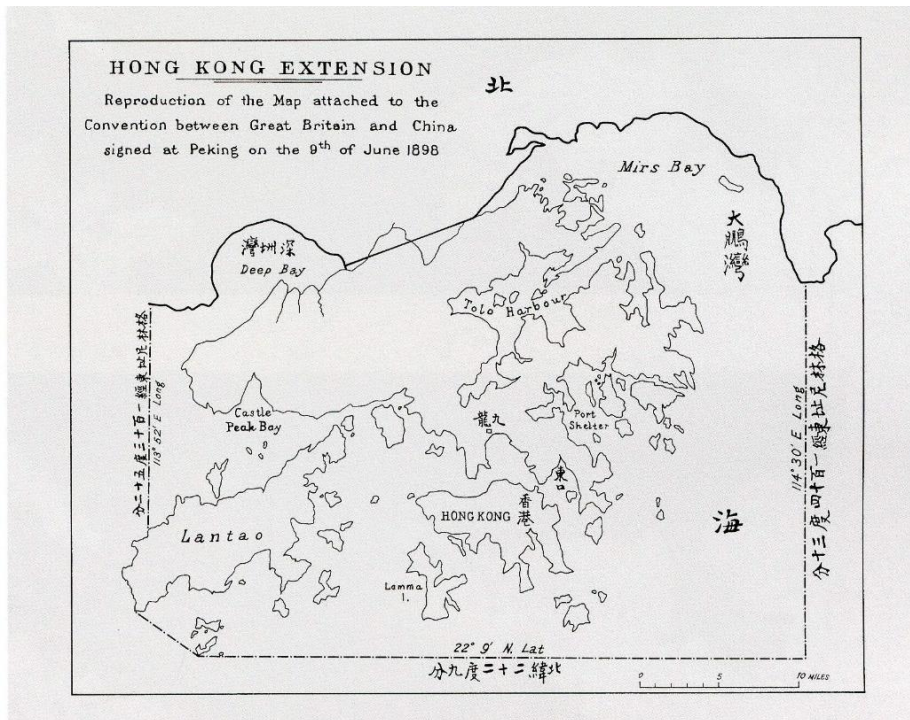 HONG KONG EXTENSION
Reproduction of the Map attached to the
Convention between Great Britain and China
signed at Peking on the 9th of June 1898
北
Mirs Bay
大鵬灣
深圳灣
Deep Bay
Tolo Harbour
格林尼址東經一百十三度五十二分
113° 52' E Long
Castle
Peak Bay
九龍
Port
Shelter
東
114° 30' E Long
格林尼址東經一百十四度三十分
HONG KONG
香港
海
Lantao
Lamma
I.
22° 9' N. Lat
北緯二十二度九分
0 5 10 MILES